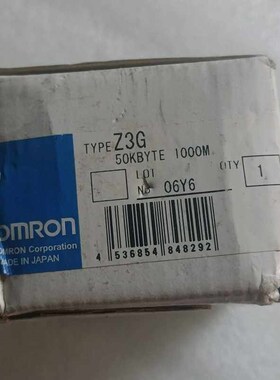 TYPE Z3G
50KBYTE 1000M
LOT
No 06Y6
QTY 1
OMRON
OMRON Corporation
MADE IN JAPAN
4 536854 848292